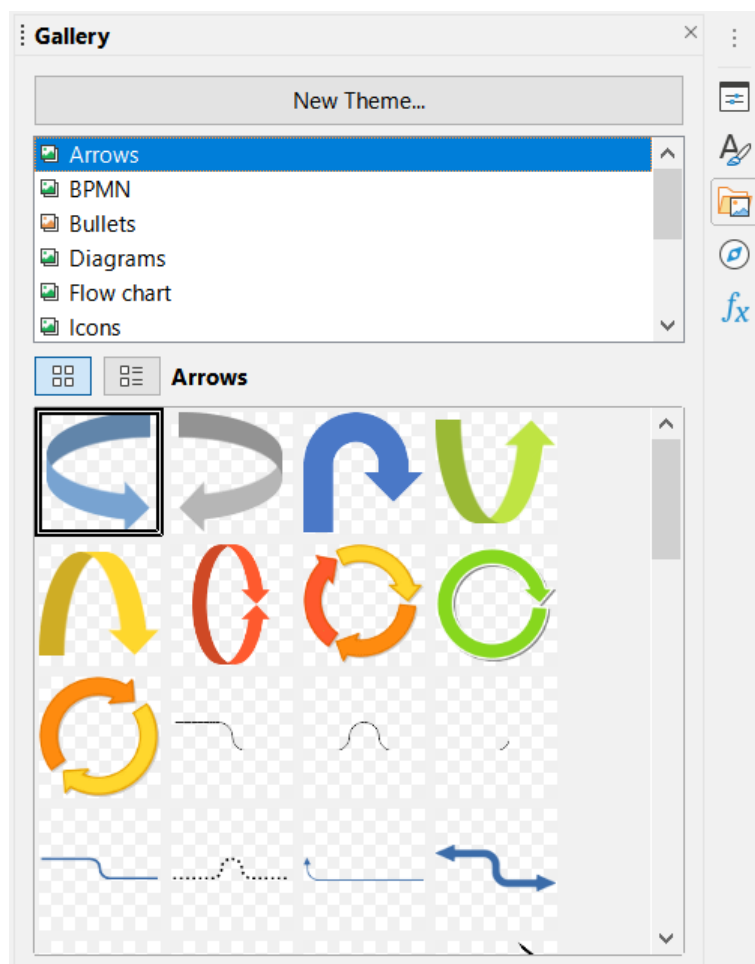 Gallery
New Theme...
Arrows
BPMN
Bullets
Diagrams
Flow chart
Icons
Arrows
fx